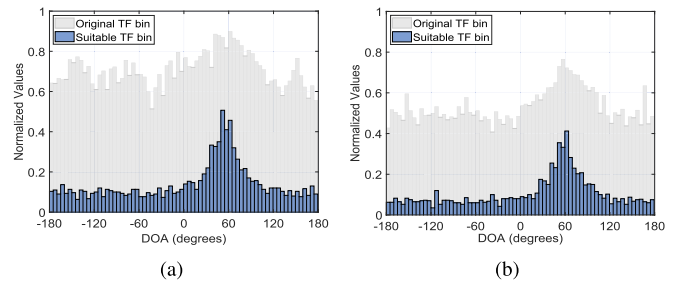 Original TF bin
Suitable TF bin
Normalized Values
1
0.8
0.6
0.4
0.2
0
-180 -120 -60 0 60 120 180
DOA (degrees)
(a)
Original TF bin
Suitable TF bin
Normalized Values
1
0.8
0.6
0.4
0.2
0
-180 -120 -60 0 60 120 180
DOA (degrees)
(b)